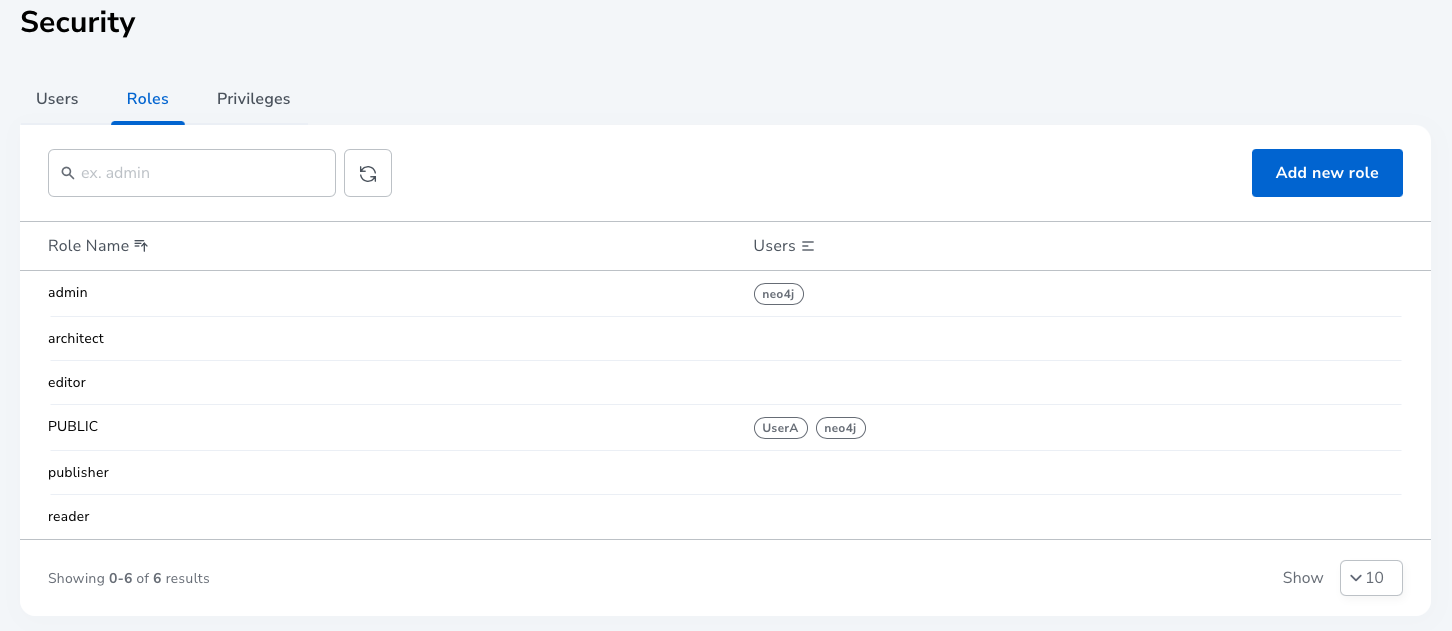 Security
Users Roles Privileges
ex. admin Add new role
Role Name Users
admin neo4j
architect
editor
PUBLIC UserA neo4j
publisher
reader
Showing 0-6 of 6 results Show 10